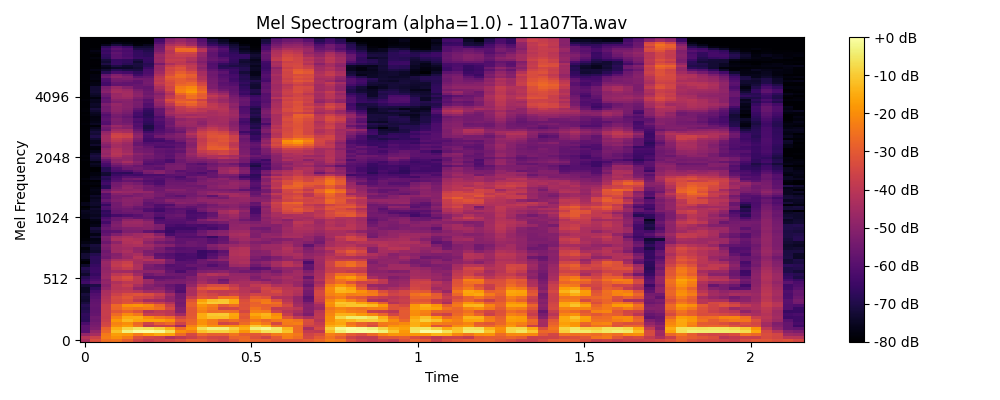 Mel Spectrogram (alpha=1.0) - 11a07Ta.wav
Mel Frequency
4096
2048
1024
512
0
0
0.5
1
1.5
2
Time
+0 dB
-10 dB
-20 dB
-30 dB
-40 dB
-50 dB
-60 dB
-70 dB
-80 dB